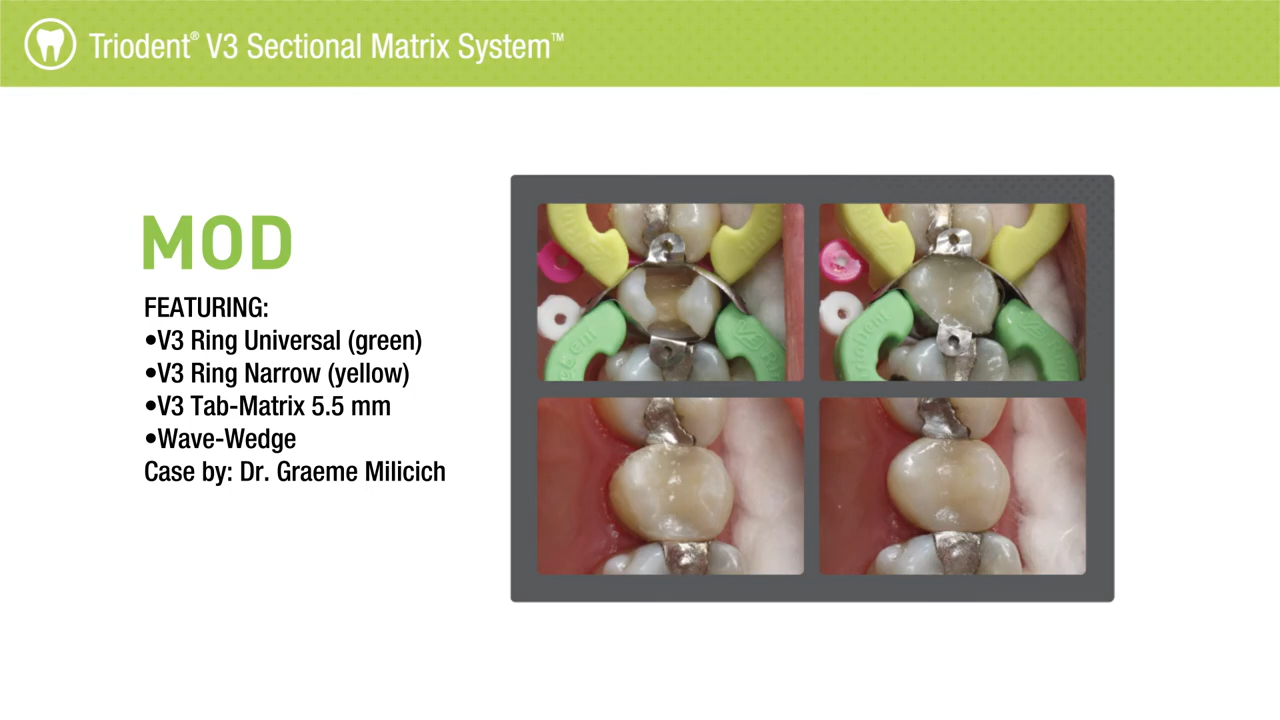 Triodent® V3 Sectional Matrix System™
MOD
FEATURING:
•V3 Ring Universal (green)
•V3 Ring Narrow (yellow)
•V3 Tab-Matrix 5.5 mm
•Wave-Wedge
Case by: Dr. Graeme Milicich